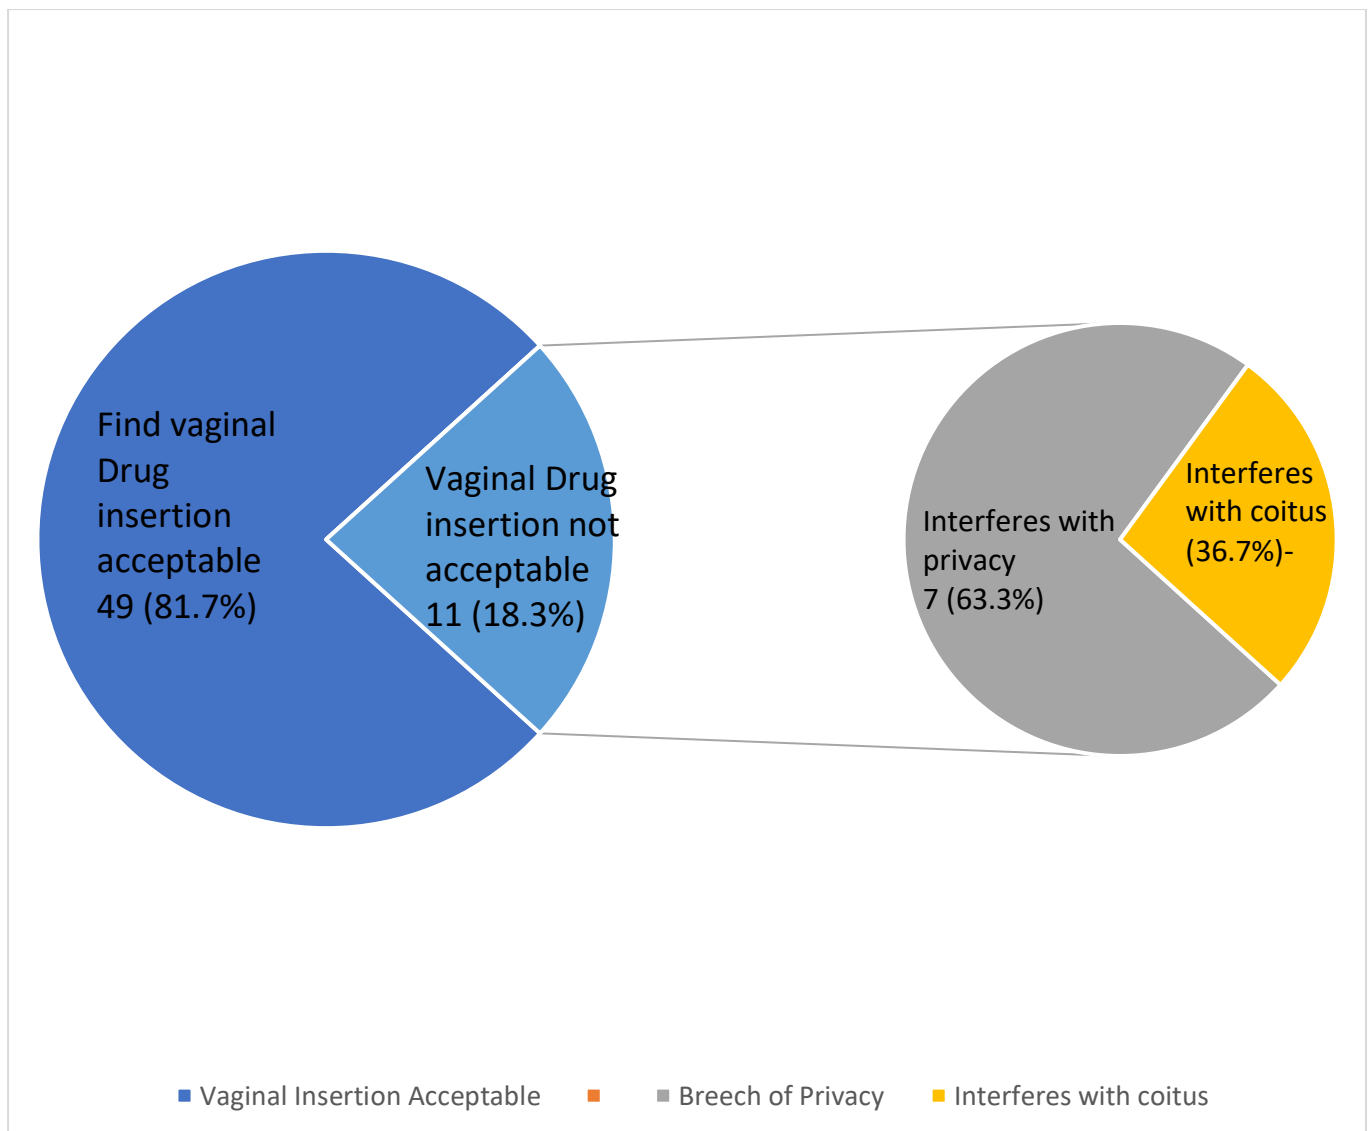 Find vaginal
Drug
insertion
acceptable
49 (81.7%)
Vaginal Drug
insertion not
acceptable
11 (18.3%)
Interferes with
privacy
7 (63.3%)
Interferes
with coitus
(36.7%)-
Vaginal Insertion Acceptable
Breech of Privacy
Interferes with coitus